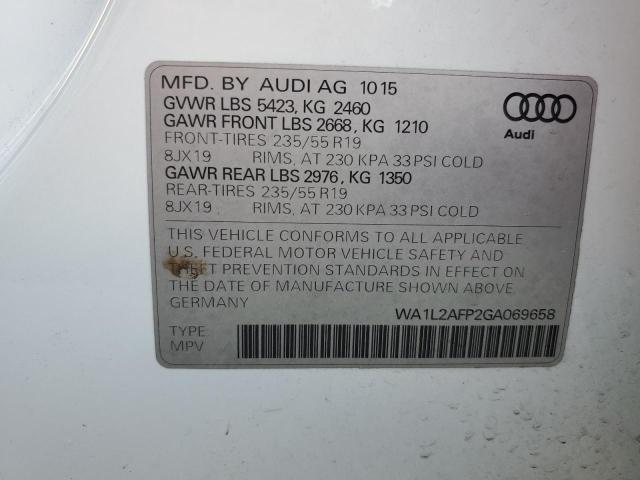 MFD. BY AUDI AG 1015
GVWR LBS 5423, KG 2460
GAWR FRONT LBS 2668, KG 1210
FRONT-TIRES 235/55 R19
8JX19 RIMS, AT 230 KPA 33 PSI COLD
GAWR REAR LBS 2976, KG 1350
REAR-TIRES 235/55 R19
8JX19 RIMS, AT 230 KPA 33 PSI COLD
Audi
THIS VEHICLE CONFORMS TO ALL APPLICABLE
U.S. FEDERAL MOTOR VEHICLE SAFETY AND
THEFT PREVENTION STANDARDS IN EFFECT ON
THE DATE OF MANUFACTURE SHOWN ABOVE.
GERMANY
WA1L2AFP2GA069658
TYPE
MPV